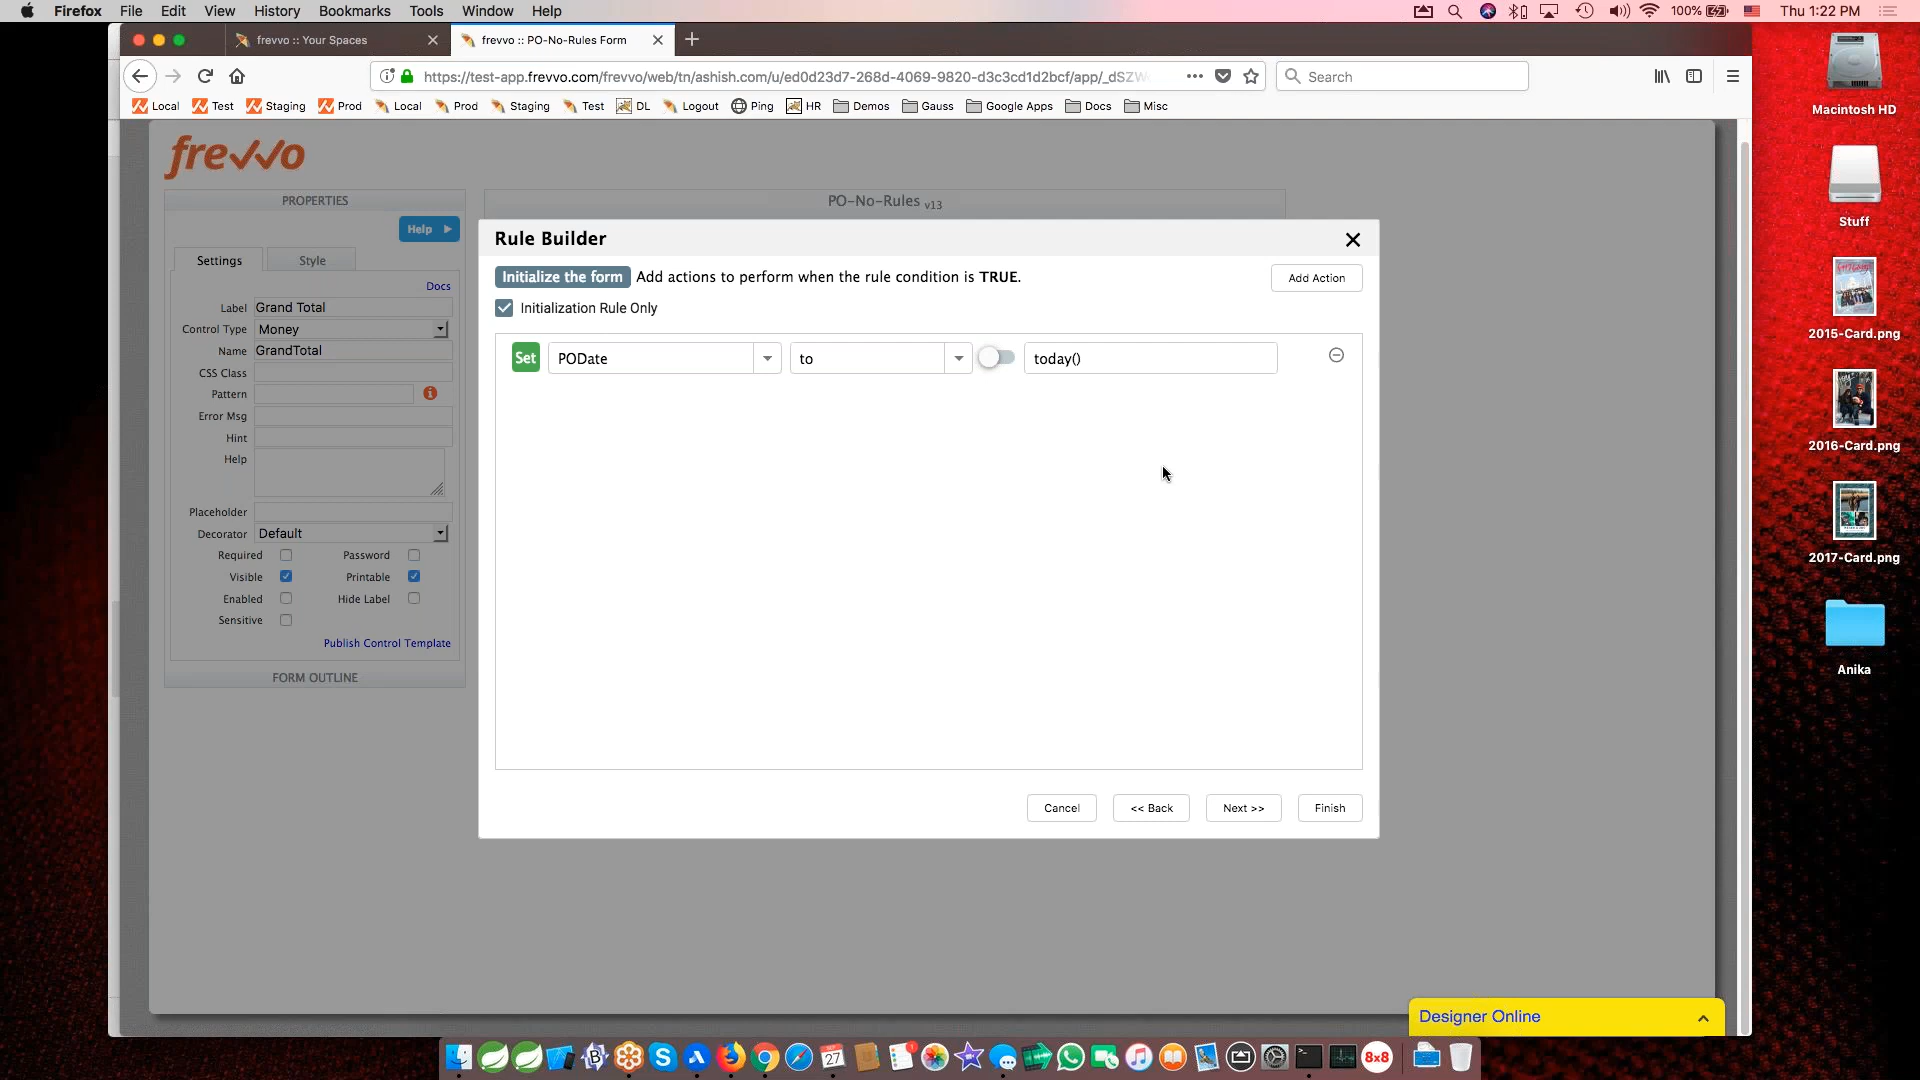 Firefox File Edit View History Bookmarks Tools Window Help 100% Thu 1:22 PM
frevvo :: Your Spaces frevvo :: PO-No-Rules Form
https://test-app.frevvo.com/frevvo/web/tn/ashish.com/u/ed0d23d7-268d-4069-9820-d3c3cd1d2bcf/app/_dSZW Search
Local Test Staging Prod Local Prod Staging Test DL Logout Ping HR Demos Gauss Google Apps Docs Misc
Macintosh HD
Stuff
2015-Card.png
2016-Card.png
2017-Card.png
Anika
frevvo
PROPERTIES
Help
Settings Style
Docs
Label Grand Total
Control Type Money
Name GrandTotal
CSS Class
Pattern
Error Msg
Hint
Help
Placeholder
Decorator Default
Required Password
Visible Printable
Enabled Hide Label
Sensitive
Publish Control Template
FORM OUTLINE
PO-No-Rules v13
Rule Builder
Initialize the form Add actions to perform when the rule condition is TRUE.
Add Action
Initialization Rule Only
Set PODate to today()
Cancel << Back Next >> Finish
Designer Online
SEP
27
1
8x8